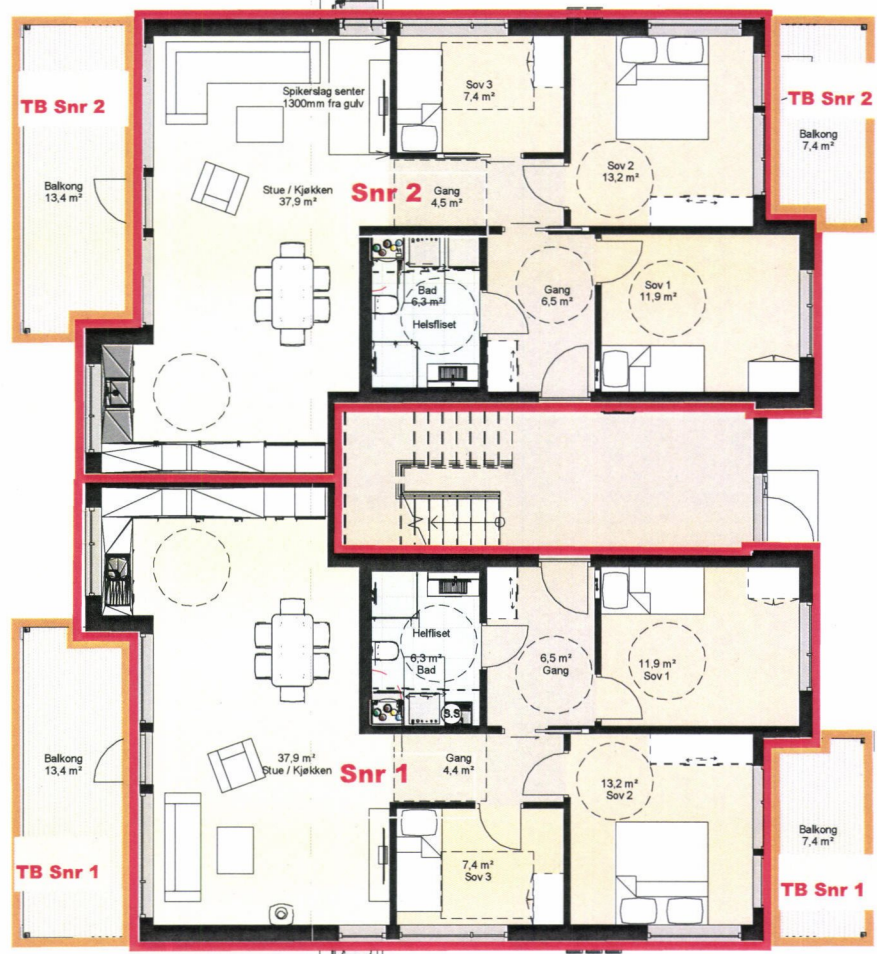 TB Snr 2
Balkong
13,4 m²
Spikerslag senter
1300mm fra gulv
Stue / Kjøkken
37,9 m²
Snr 2
Sov 3
7,4 m²
Gang
4,5 m²
Sov 2
13,2 m²
TB Snr 2
Balkong
7,4 m²
Bad
6,3 m²
Helsfliset
Gang
6,5 m²
Sov 1
11,9 m²
Helfliset
6,3 m²
Bad
S.S
6,5 m²
Gang
11,9 m²
Sov 1
Balkong
13,4 m²
TB Snr 1
37,9 m²
Stue / Kjøkken
Snr 1
Gang
4,4 m²
13,2 m²
Sov 2
7,4 m²
Sov 3
Balkong
7,4 m²
TB Snr 1